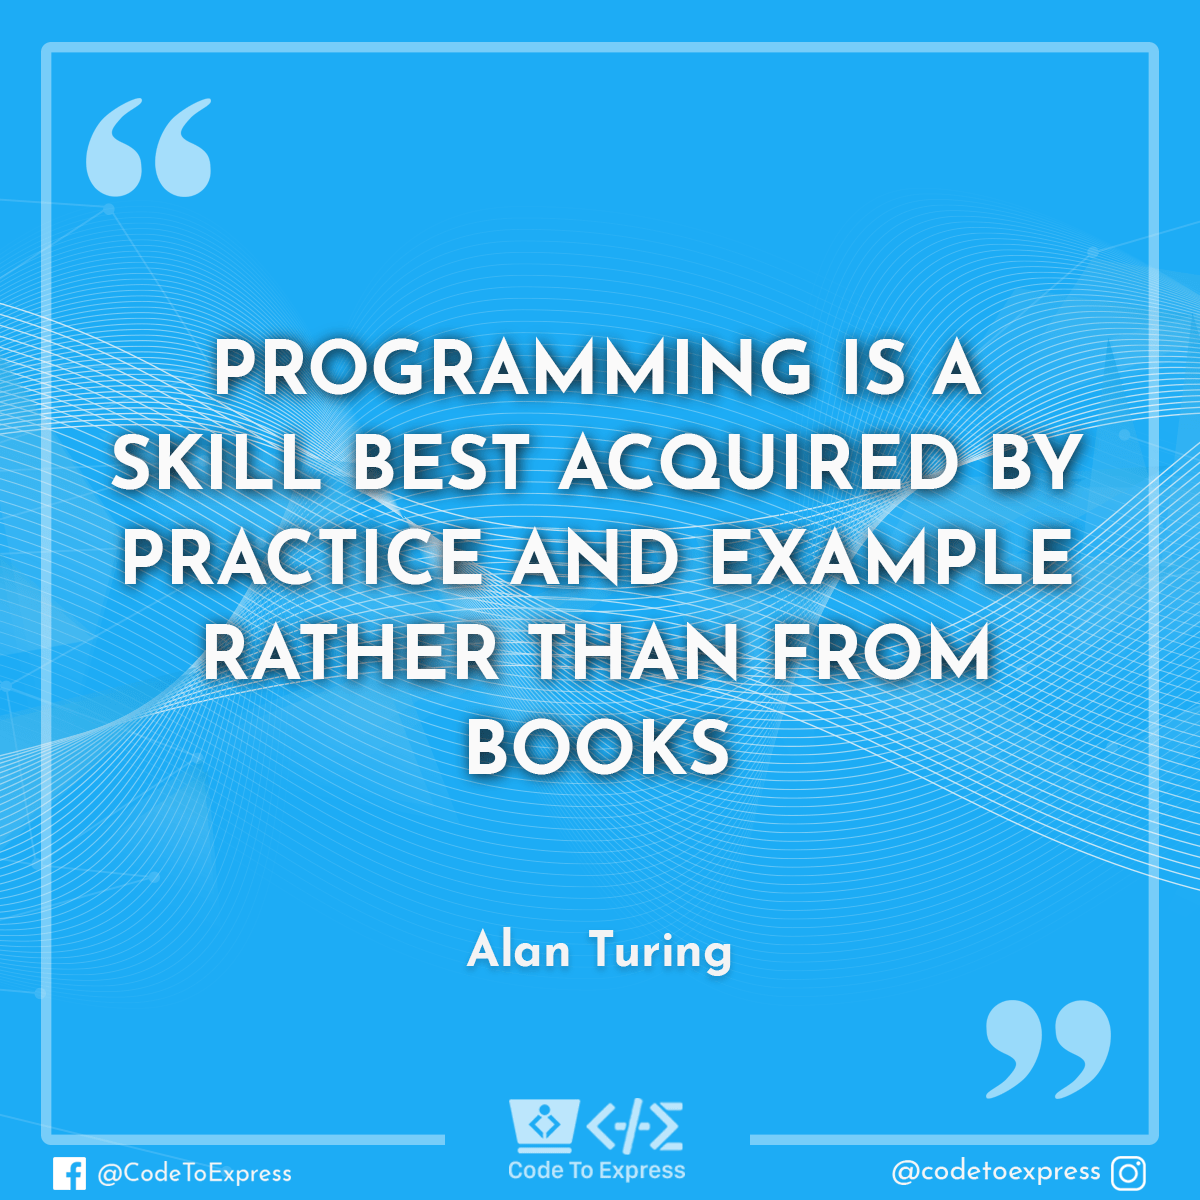 “
PROGRAMMING IS A
SKILL BEST ACQUIRED BY
PRACTICE AND EXAMPLE
RATHER THAN FROM
BOOKS
Alan Turing
”
Code To Express
@CodeToExpress
@codetoexpress